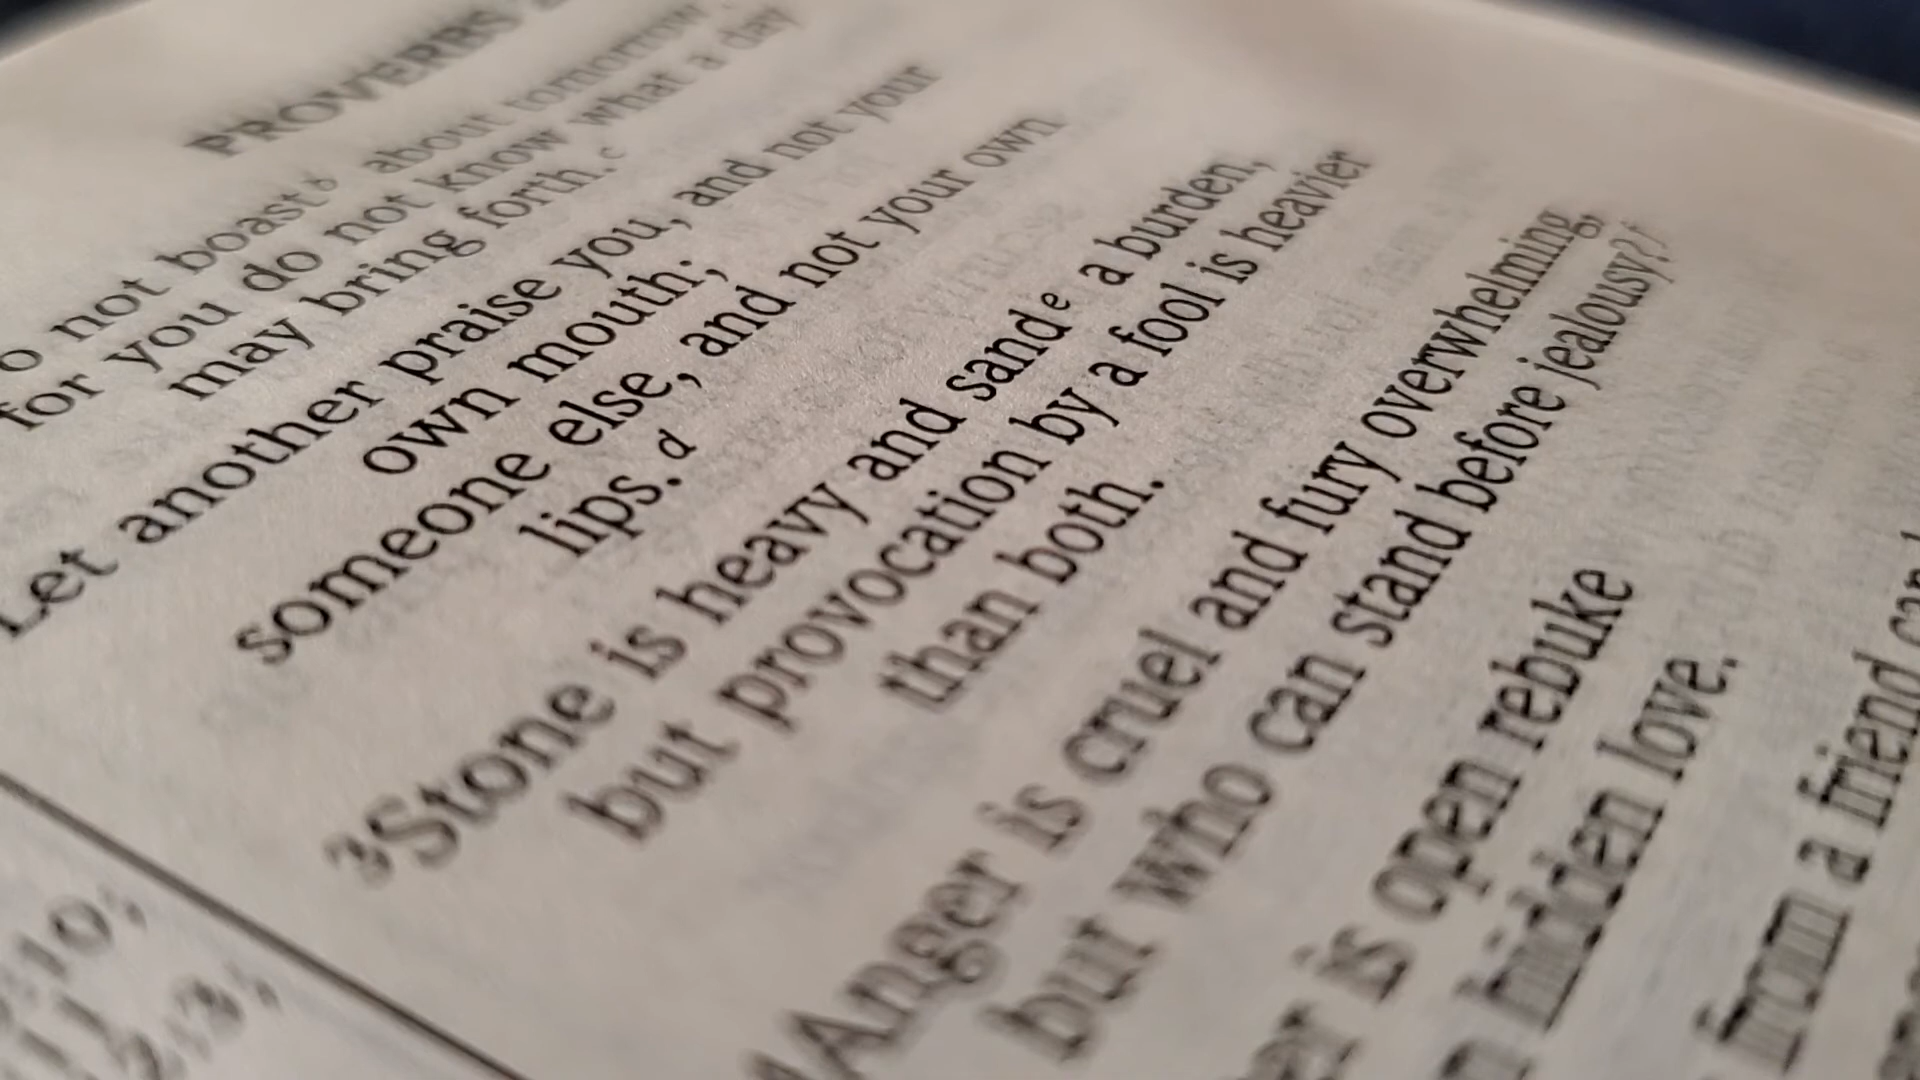 PROVERBS
not boast b about tomorrow,
for you do not know what a day
may bring forth. c
Let another praise you, and not your
own mouth;
someone else, and not your own
lips. d
3 Stone is heavy and sand e a burden,
but provocation by a fool is heavier
than both.
4 Anger is cruel and fury overwhelming,
but who can stand before jealousy? f
is open rebuke
hidden love.
from a friend can
:10;